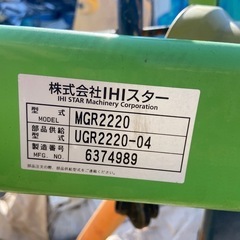 株式会社IHIスター
IHI STAR Machinery Corporation
型式 MODEL MGR2220
部品供給型式 UGR2220-04
製造番号 MFG. NO. 6374989